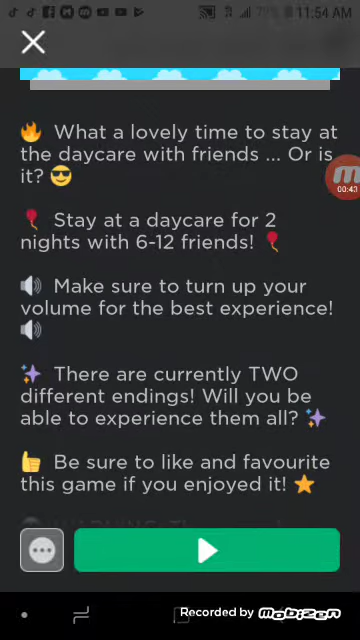 11:54 AM
🔥 What a lovely time to stay at
the daycare with friends ... Or is
it? 😎
00:43
🎈 Stay at a daycare for 2
nights with 6-12 friends! 🎈
🔊 Make sure to turn up your
volume for the best experience!
🔊
✨ There are currently TWO
different endings! Will you be
able to experience them all? ✨
👍 Be sure to like and favourite
this game if you enjoyed it! ⭐
Recorded by mobizen